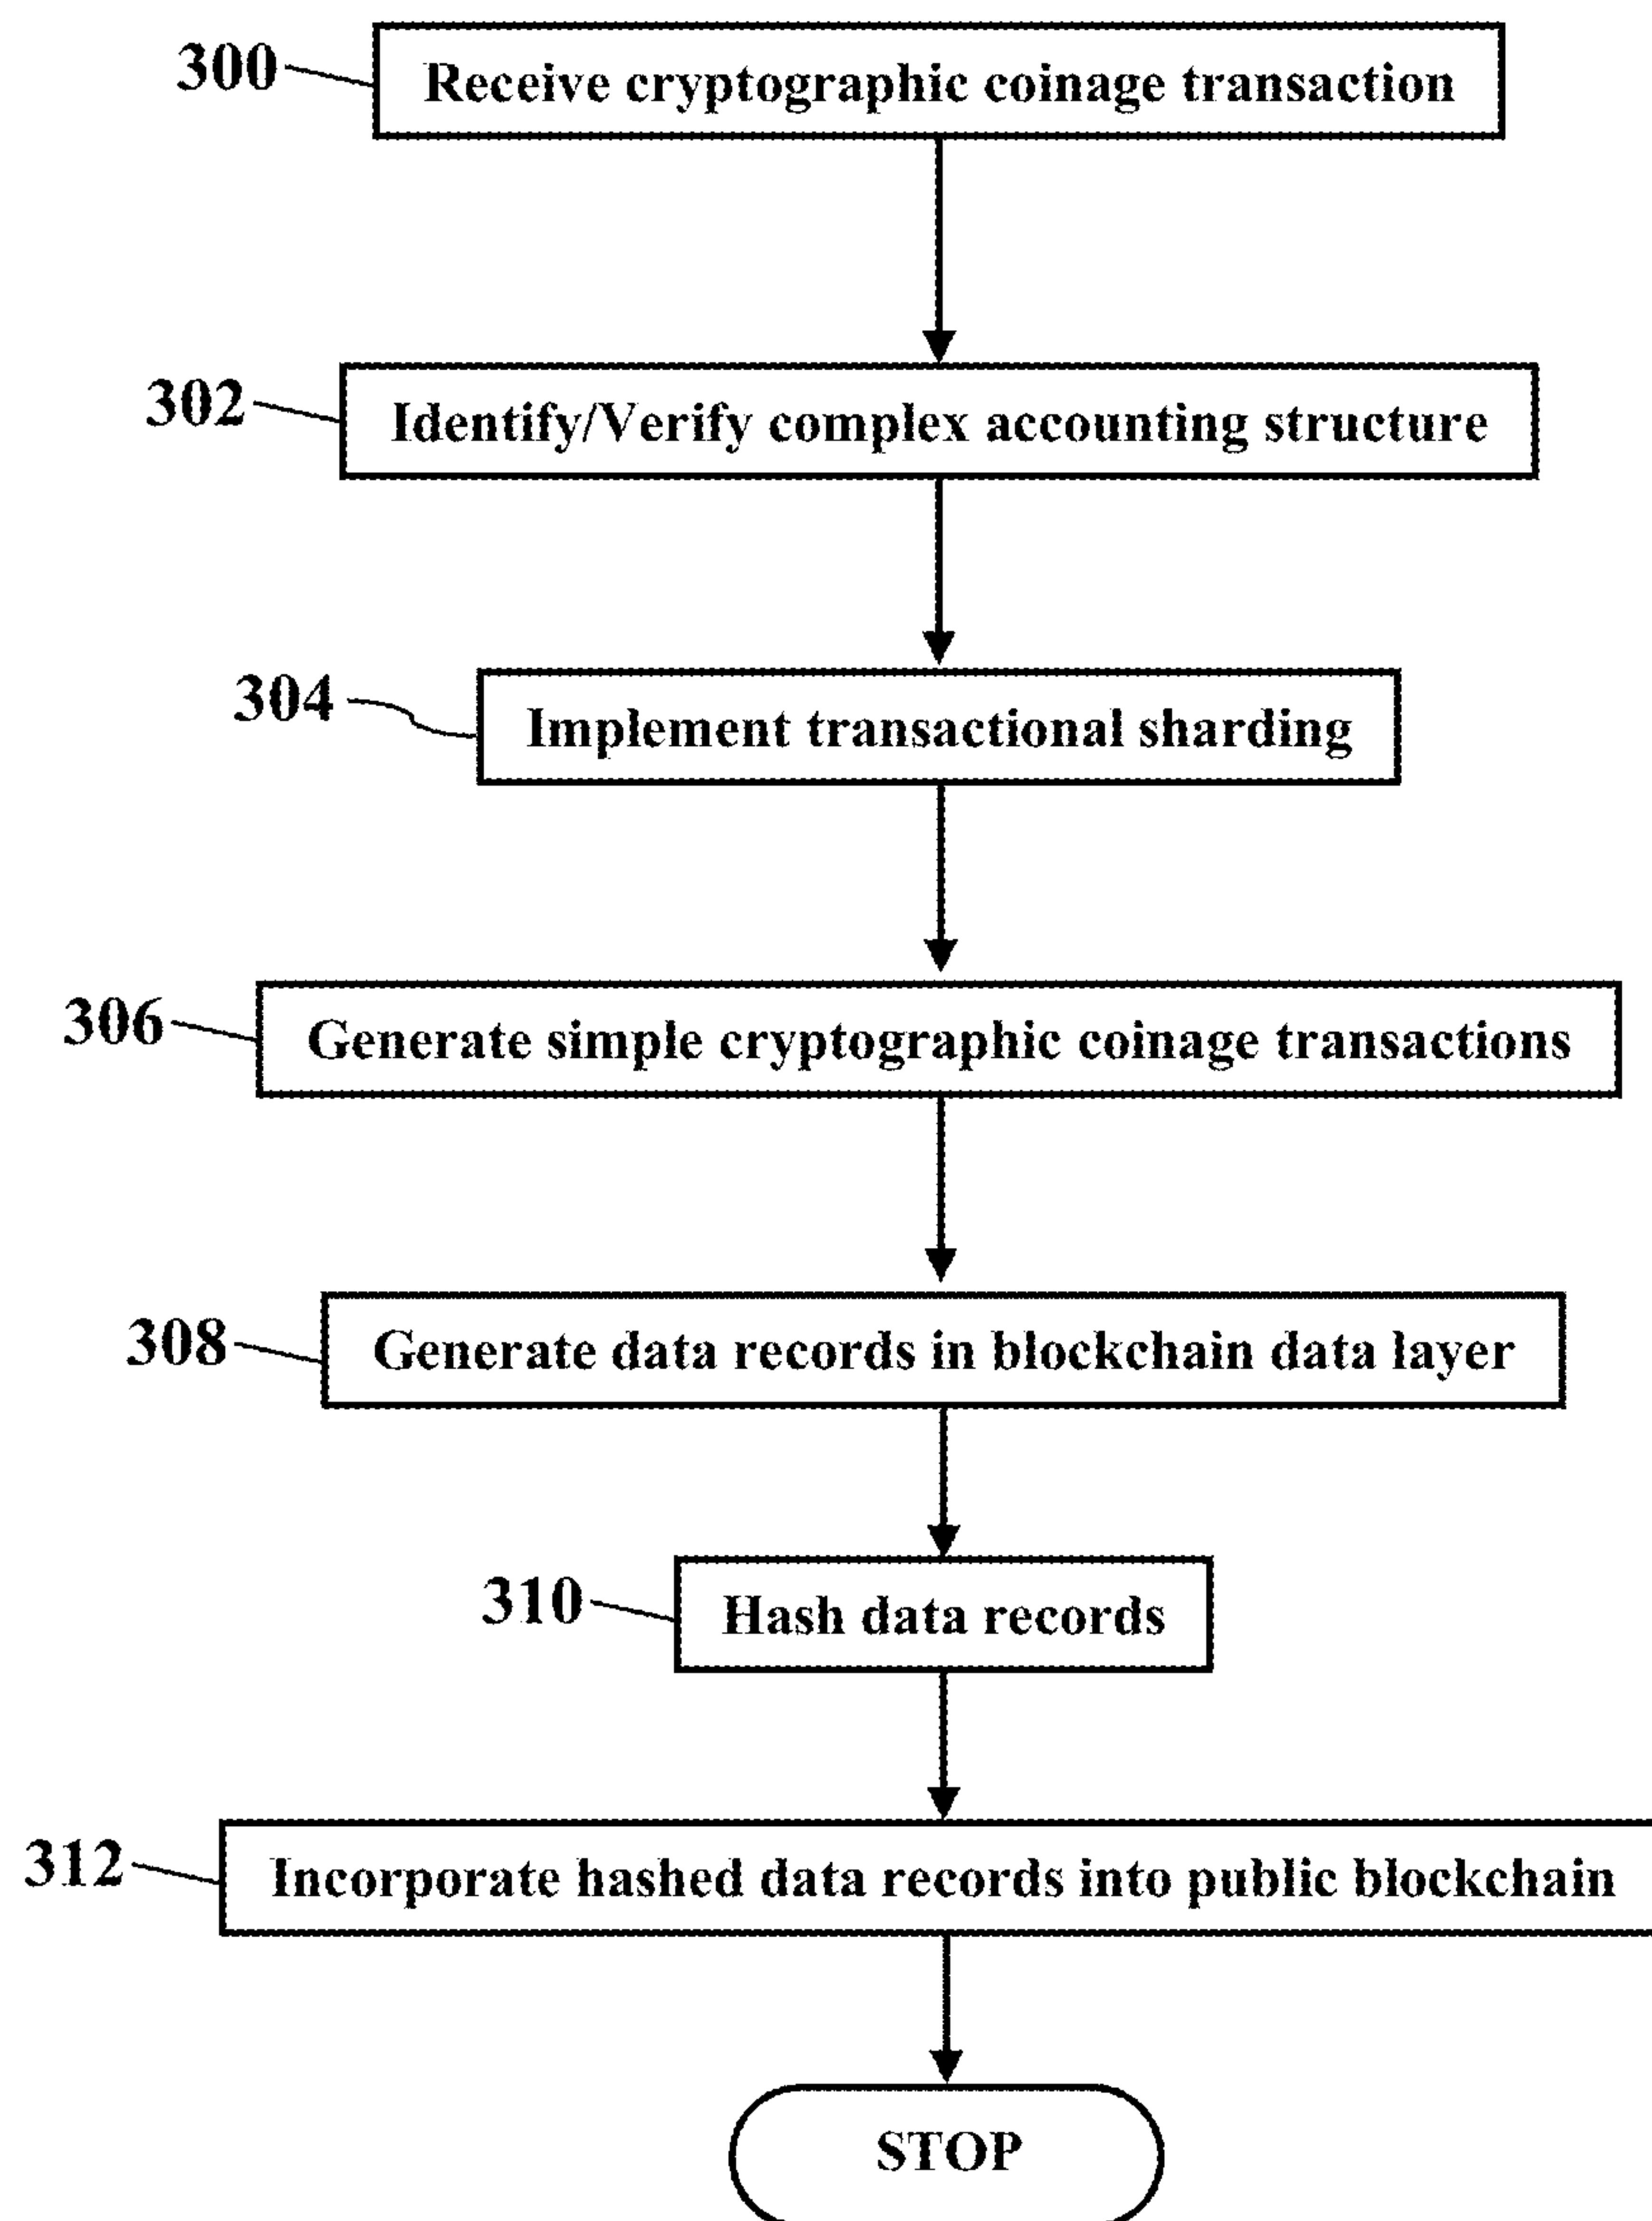 300
Receive cryptographic coinage transaction
302
Identify/Verify complex accounting structure
304
Implement transactional sharding
306
Generate simple cryptographic coinage transactions
308
Generate data records in blockchain data layer
310
Hash data records
312
Incorporate hashed data records into public blockchain
STOP